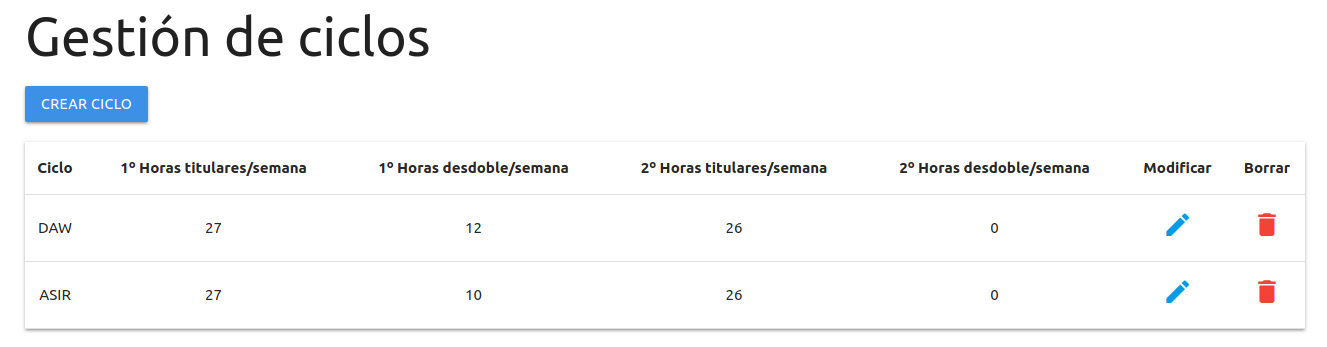 Gestión de ciclos
CREAR CICLO
Ciclo 1º Horas titulares/semana 1º Horas desdoble/semana 2º Horas titulares/semana 2º Horas desdoble/semana Modificar Borrar
DAW 27 12 26 0
ASIR 27 10 26 0